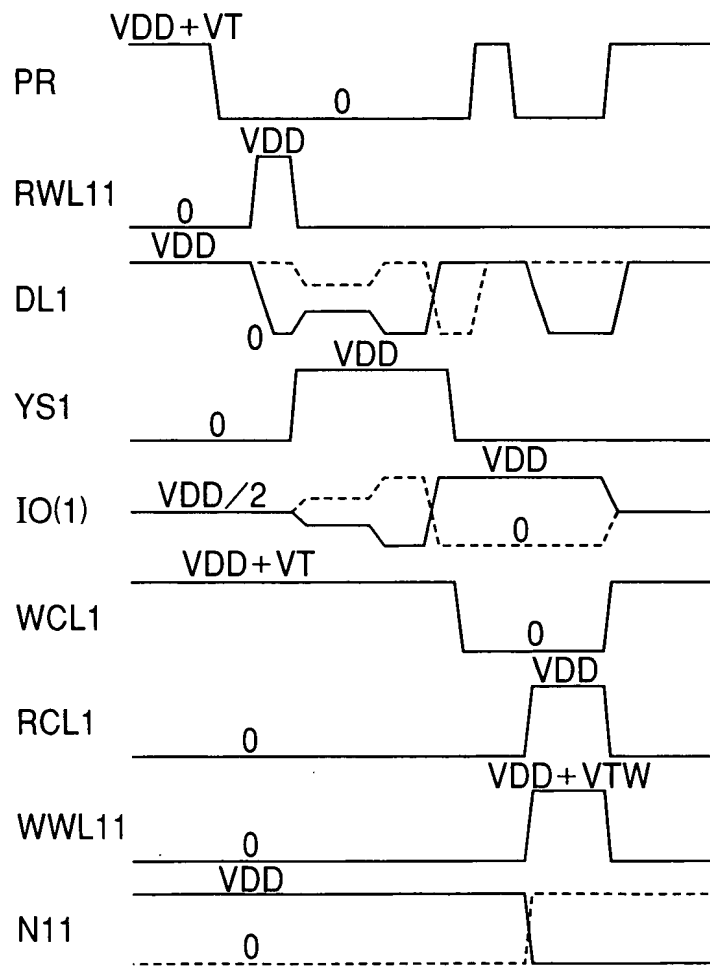 VDD+VT
PR
0
VDD
RWL11
0
VDD
DL1
0
VDD
YS1
0
VDD
IO(1)
VDD/2
0
VDD+VT
WCL1
0
VDD
RCL1
0
VDD+VTW
WWL11
0
VDD
N11
0